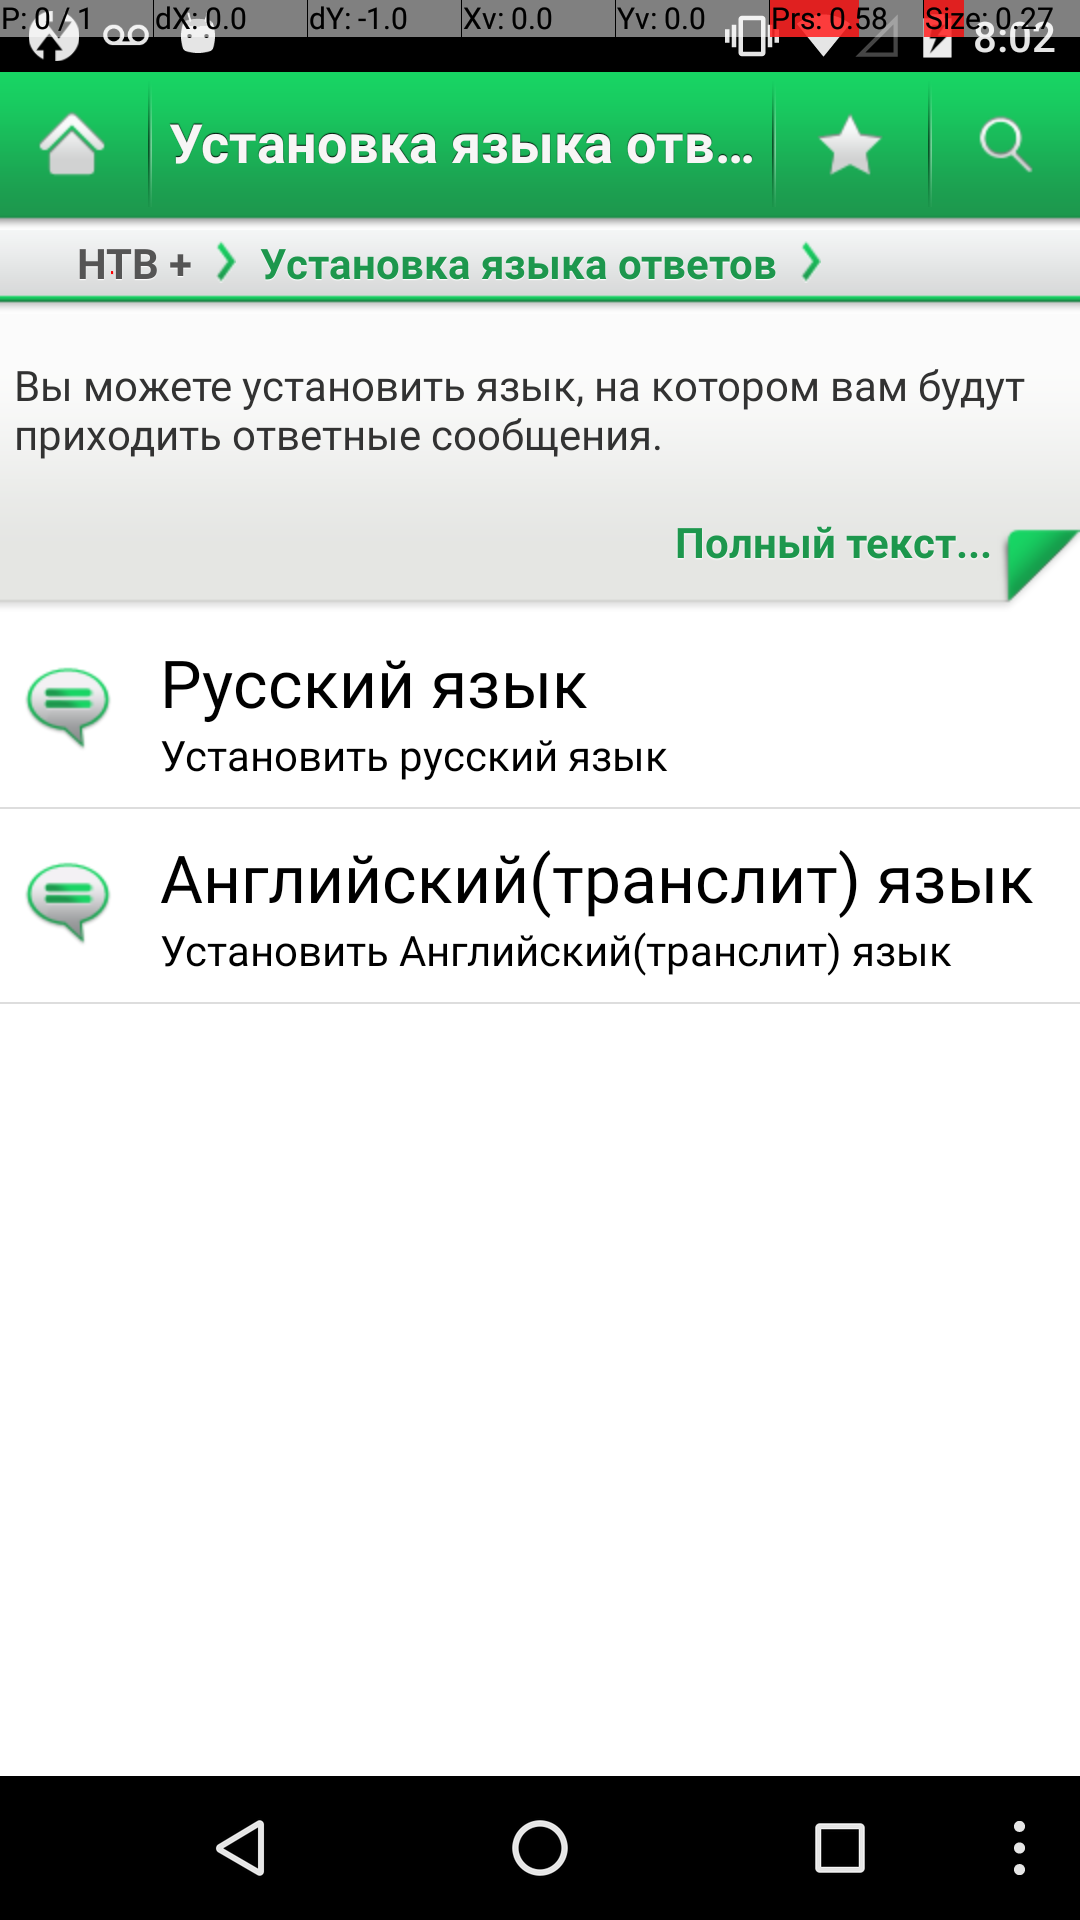 P: 0 / 1 dX: 0.0 dY: -1.0 Xv: 0.0 Yv: 0.0 Prs: 0.58 Size: 0.27
8:02
Установка языка отв...
НТВ + Установка языка ответов
Вы можете установить язык, на котором вам будут
приходить ответные сообщения.
Полный текст...
Русский язык
Установить русский язык
Английский(транслит) язык
Установить Английский(транслит) язык